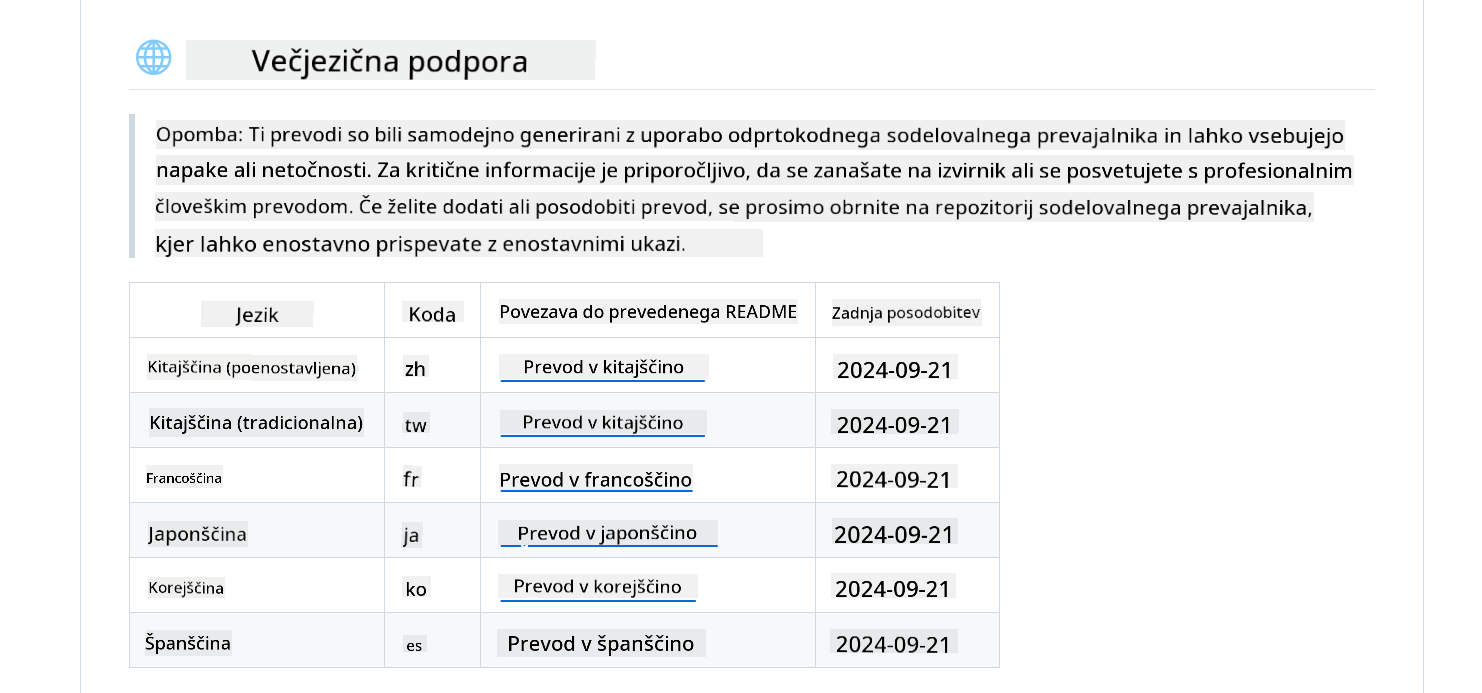 Večjezična podpora
Opomba: Ti prevodi so bili samodejno generirani z uporabo odprtokodnega sodelovalnega prevajalnika in lahko vsebujejo
napake ali netočnosti. Za kritične informacije je priporočljivo, da se zanašate na izvirnik ali se posvetujete s profesionalnim
človeškim prevodom. Če želite dodati ali posodobiti prevod, se prosimo obrnite na repozitorij sodelovalnega prevajalnika,
kjer lahko enostavno prispevate z enostavnimi ukazi.
Jezik Koda Povezava do prevedenega README Zadnja posodobitev
Kitajščina (poenostavljena) zh Prevod v kitajščino 2024-09-21
Kitajščina (tradicionalna) tw Prevod v kitajščino 2024-09-21
Francoščina fr Prevod v francoščino 2024-09-21
Japonščina ja Prevod v japonščino 2024-09-21
Korejščina ko Prevod v korejščino 2024-09-21
Španščina es Prevod v španščino 2024-09-21